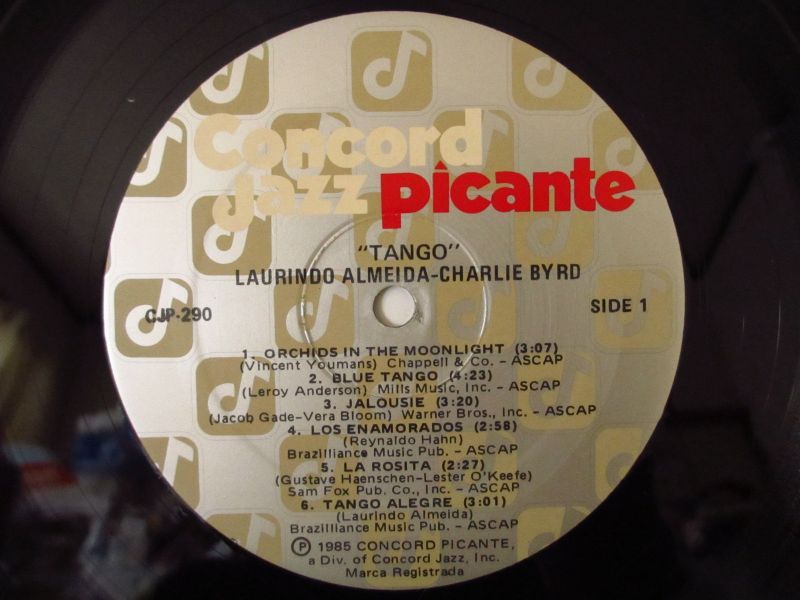 Concord
Jazz picante
"TANGO"
LAURINDO ALMEIDA-CHARLIE BYRD
CJP-290
SIDE 1
1. ORCHIDS IN THE MOONLIGHT (3:07)
(Vincent Youmans) Chappell & Co. - ASCAP
2. BLUE TANGO (4:23)
(Leroy Anderson) Mills Music, Inc. - ASCAP
3. JALOUSIE (3:20)
(Jacob Gade-Vera Bloom) Warner Bros., Inc. - ASCAP
4. LOS ENAMORADOS (2:58)
(Reynaldo Hahn)
Brazilliance Music Pub. - ASCAP
5. LA ROSITA (2:27)
(Gustave Haenschen-Lester O'Keefe)
Sam Fox Pub. Co., Inc. - ASCAP
6. TANGO ALEGRE (3:01)
(Laurindo Almeida)
Brazilliance Music Pub. - ASCAP
Ⓟ 1985 CONCORD PICANTE,
a Div. of Concord Jazz, Inc.
Marca Registrada